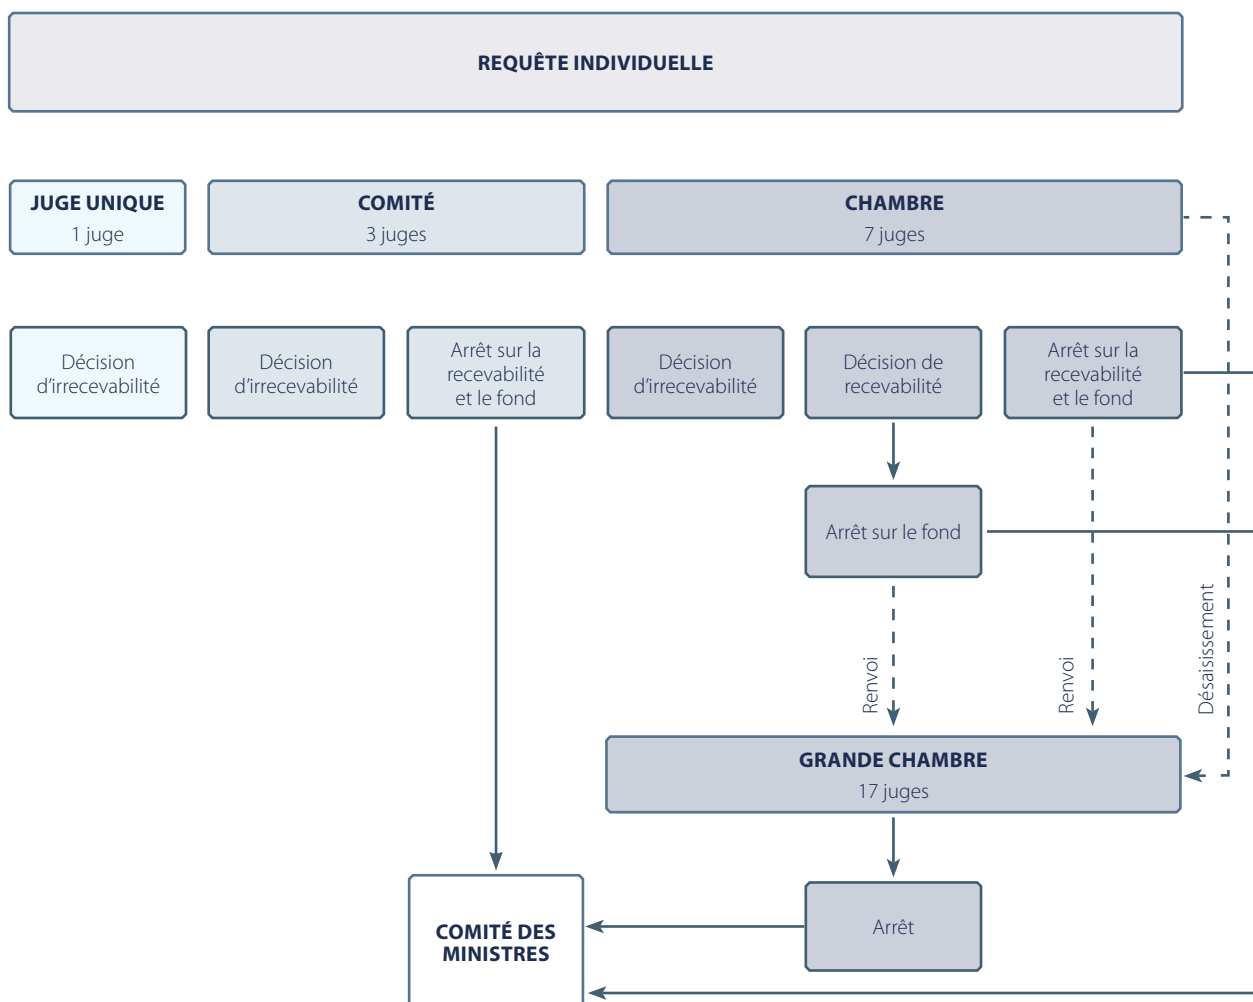 REQUÊTE INDIVIDUELLE
JUGE UNIQUE
1 juge
COMITÉ
3 juges
CHAMBRE
7 juges
Décision
d'irrecevabilité
Décision
d'irrecevabilité
Arrêt sur la
recevabilité
et le fond
Décision
d'irrecevabilité
Décision de
recevabilité
Arrêt sur la
recevabilité
et le fond
Arrêt sur le fond
Renvoi
Renvoi
Désaisissement
GRANDE CHAMBRE
17 juges
COMITÉ DES
MINISTRES
Arrêt